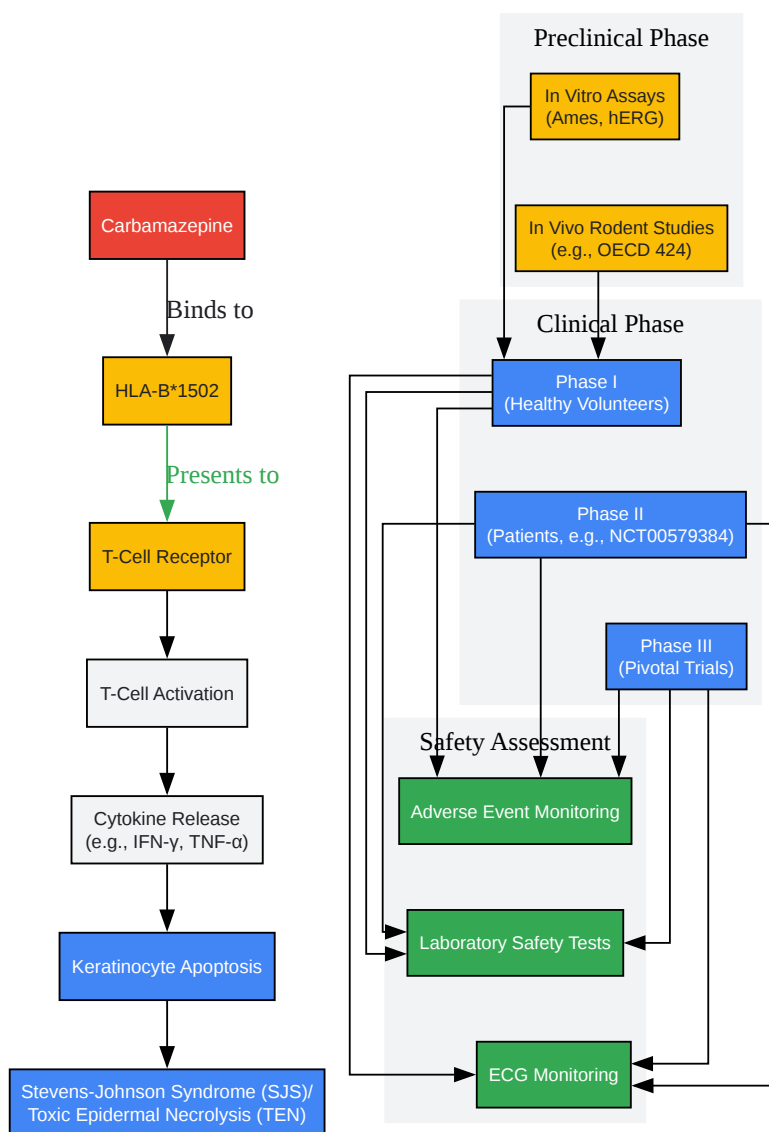 Carbamazepine
Binds to
HLA-B*1502
Presents to
T-Cell Receptor
T-Cell Activation
Cytokine Release
(e.g., IFN-γ, TNF-α)
Keratinocyte Apoptosis
Stevens-Johnson Syndrome (SJS)/
Toxic Epidermal Necrolysis (TEN)
Preclinical Phase
In Vitro Assays
(Ames, hERG)
In Vivo Rodent Studies
(e.g., OECD 424)
Clinical Phase
Phase I
(Healthy Volunteers)
Phase II
(Patients, e.g., NCT00579384)
Phase III
(Pivotal Trials)
Safety Assessment
Adverse Event Monitoring
Laboratory Safety Tests
ECG Monitoring